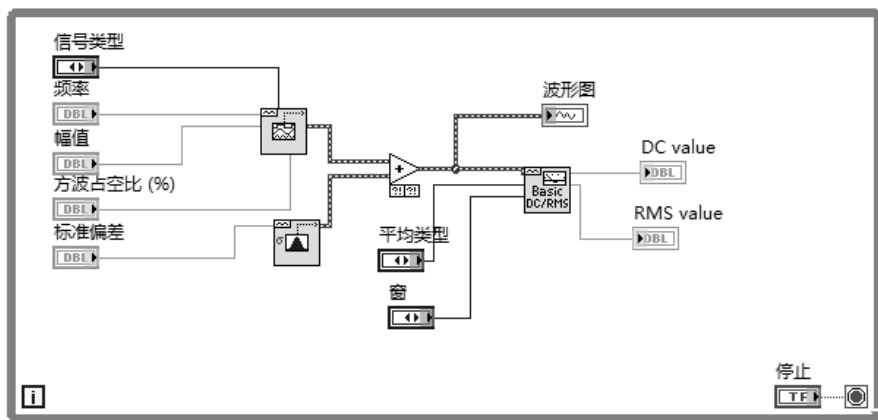 信号类型
频率
DBL
幅值
DBL
方波占空比 (%)
DBL
标准偏差
DBL
σ
+
?! ?!
波形图
Basic
DC/RMS
DC value
DBL
RMS value
DBL
平均类型
窗
i
停止
TF